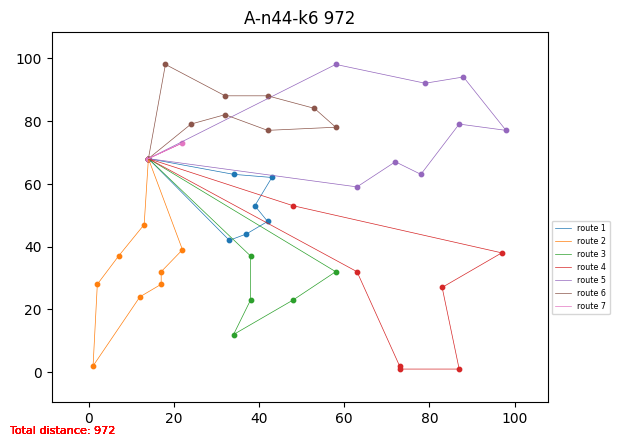 A-n44-k6 972
100
80
60
40
20
0
0 20 40 60 80 100
route 1
route 2
route 3
route 4
route 5
route 6
route 7
Total distance: 972